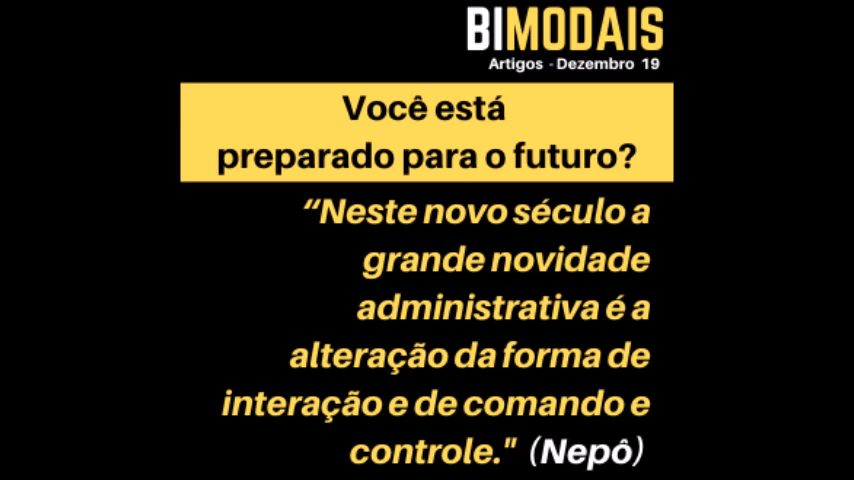 BIMODAIS
Artigos - Dezembro 19
Você está
preparado para o futuro?
“Neste novo século a
grande novidade
administrativa é a
alteração da forma de
interação e de comando e
controle." (Nepô)